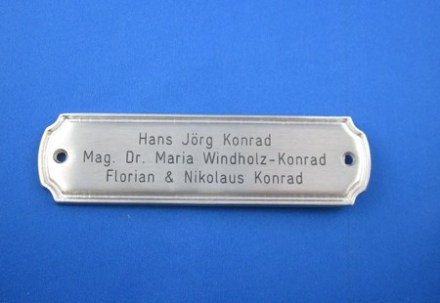 Hans Jörg Konrad
Mag. Dr. Maria Windholz-Konrad
Florian & Nikolaus Konrad